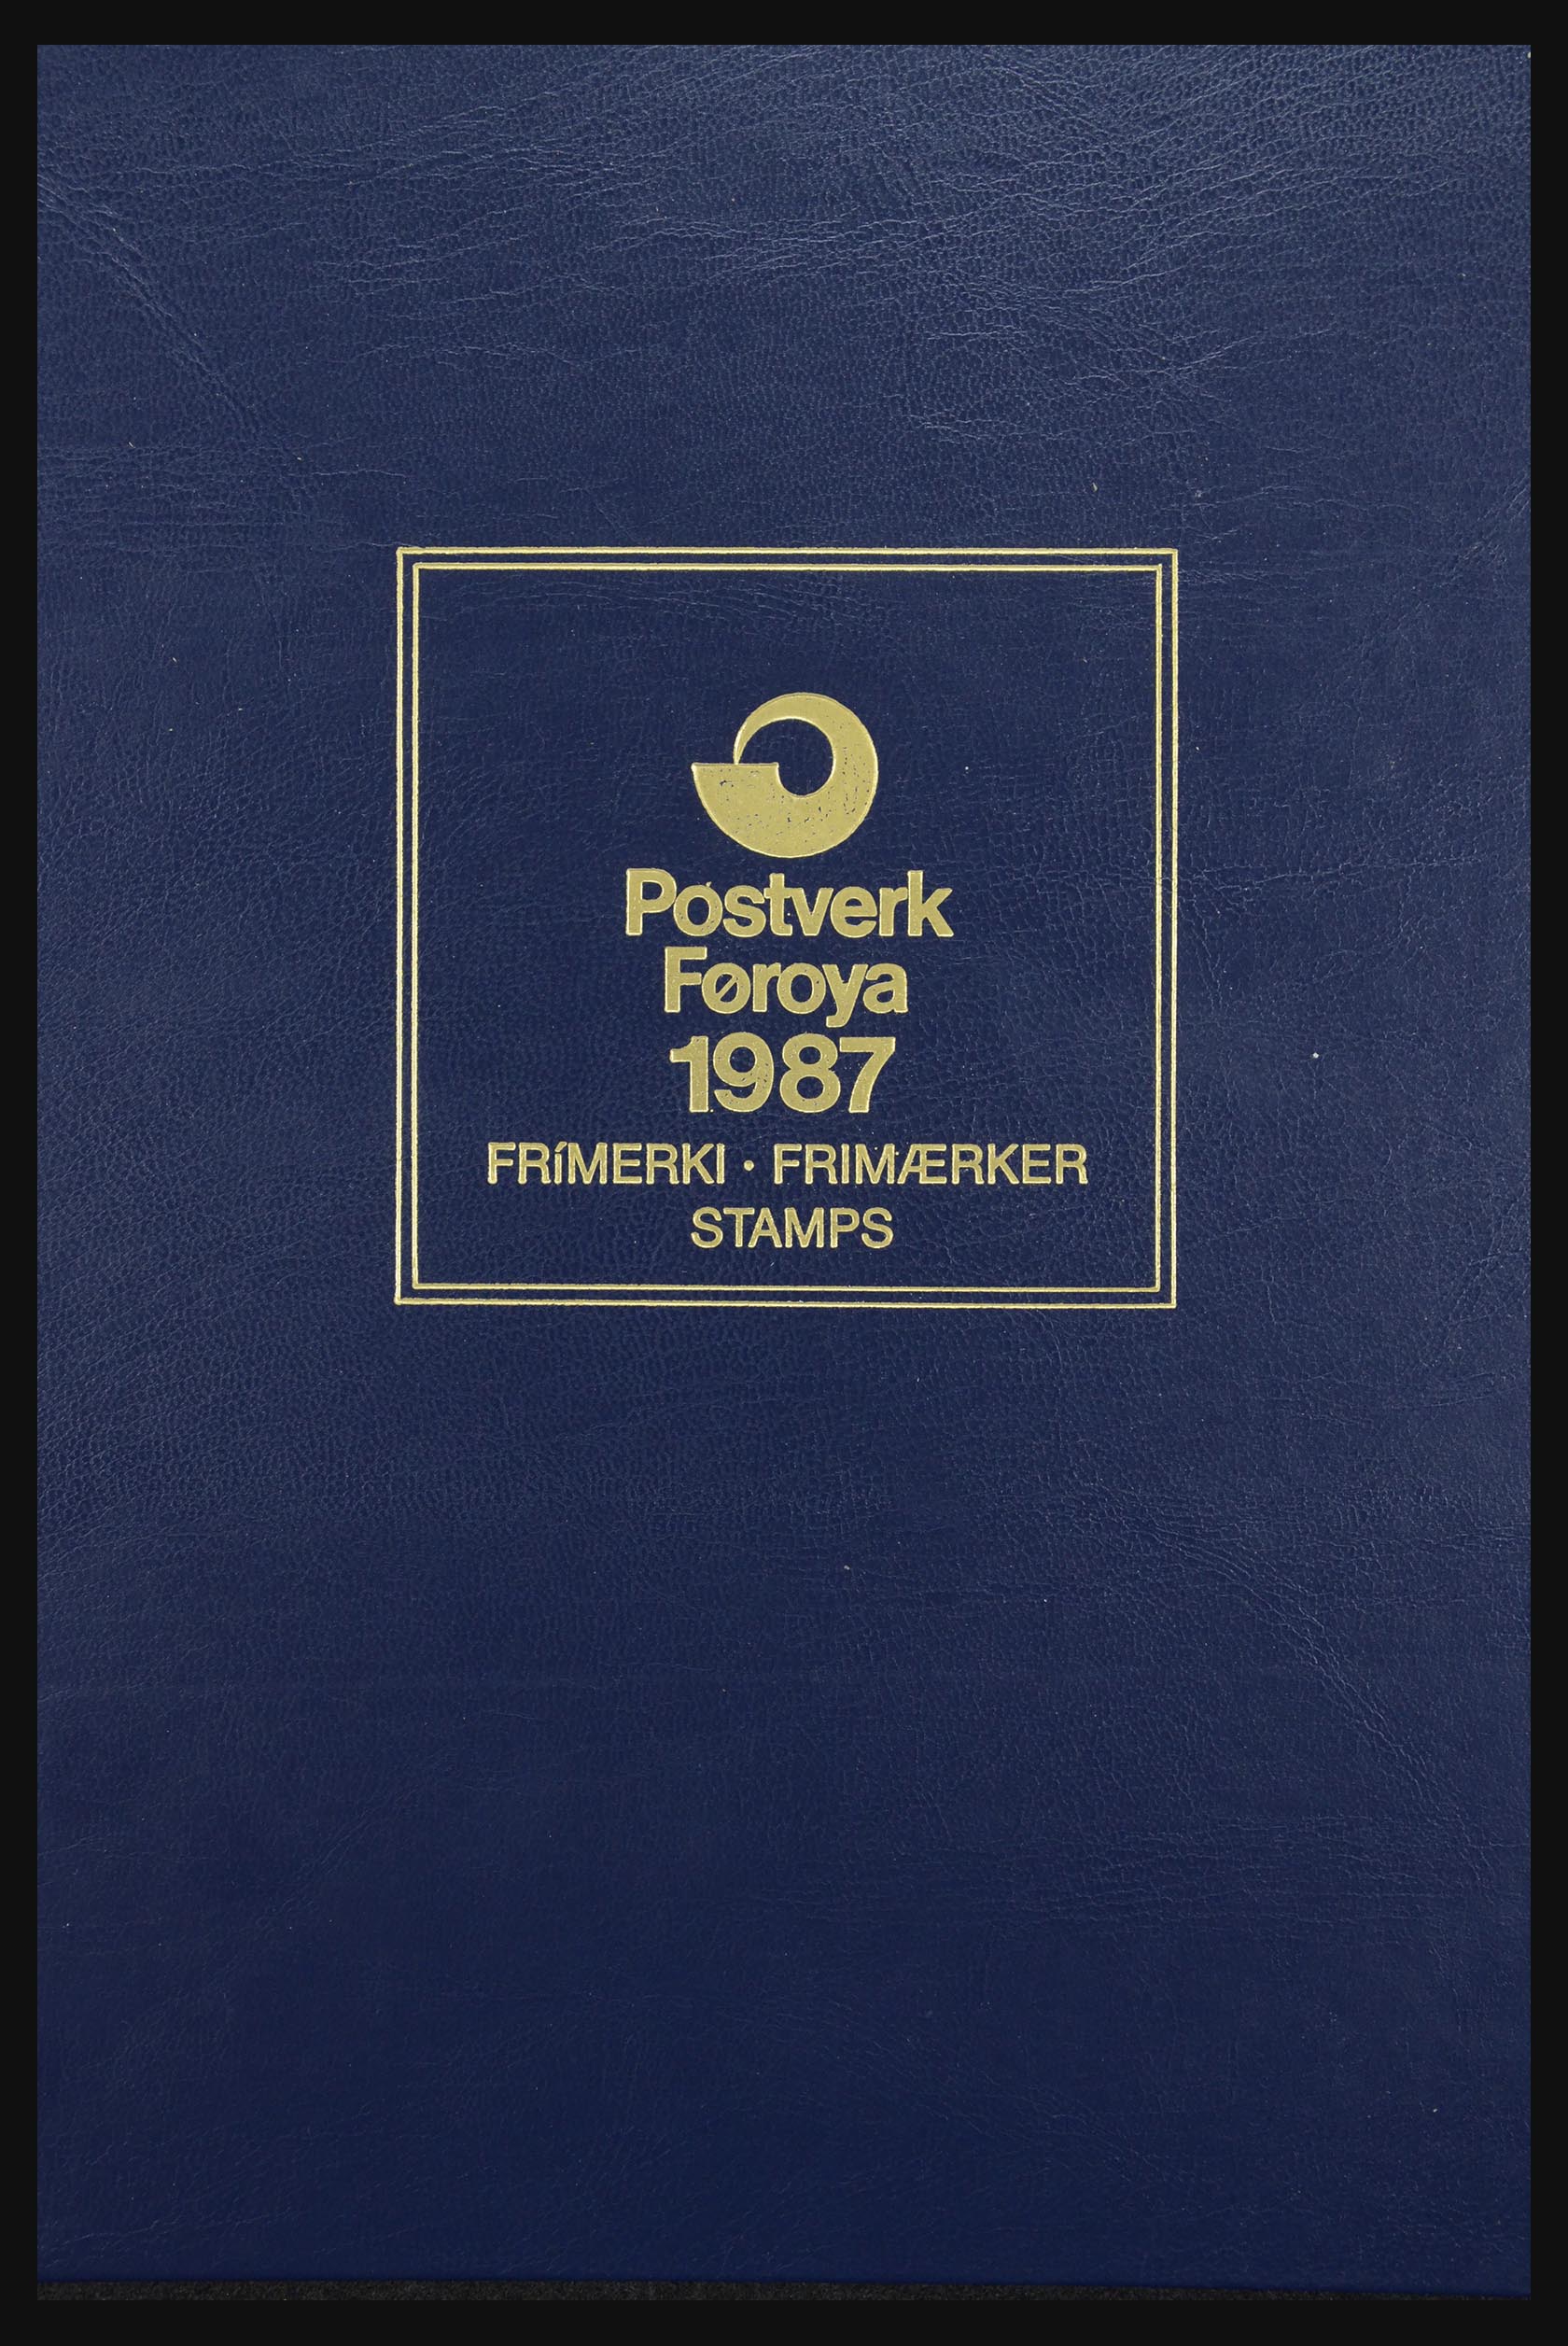 Postverk
Føroya
1987
FRíMERKI · FRIMÆRKER
STAMPS